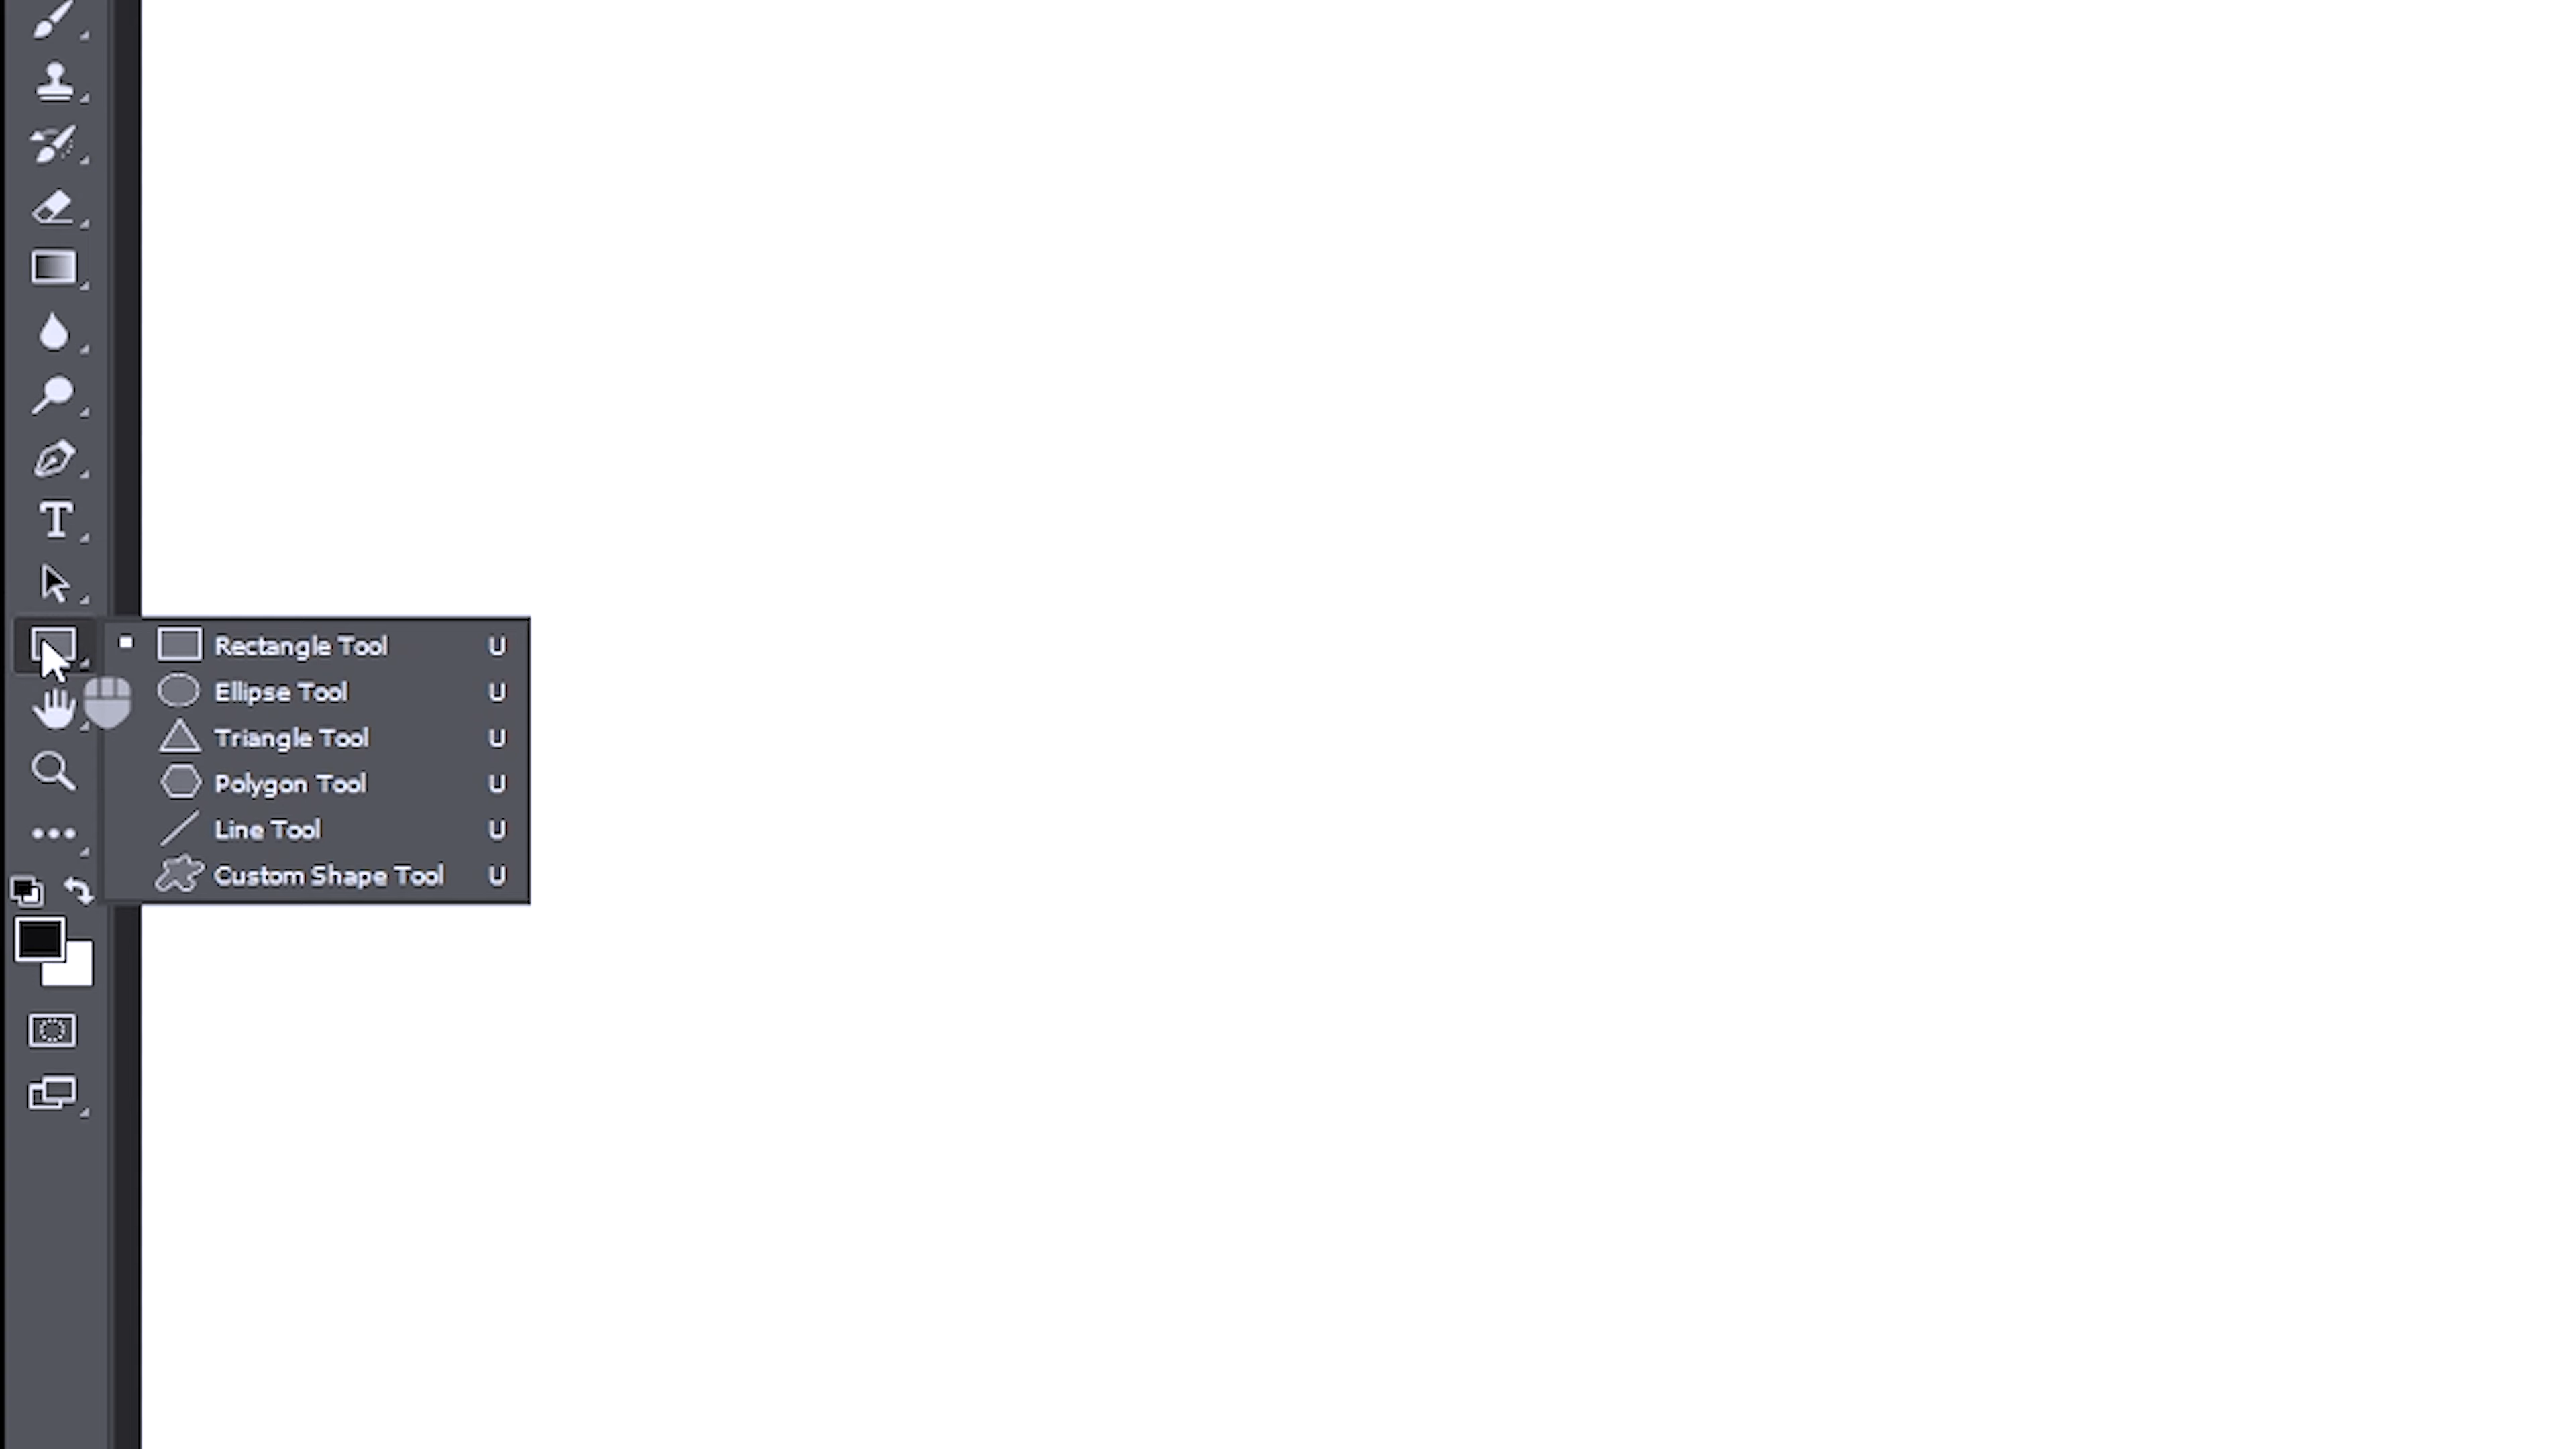 T
Rectangle Tool U
Ellipse Tool U
Triangle Tool U
Polygon Tool U
Line Tool U
Custom Shape Tool U